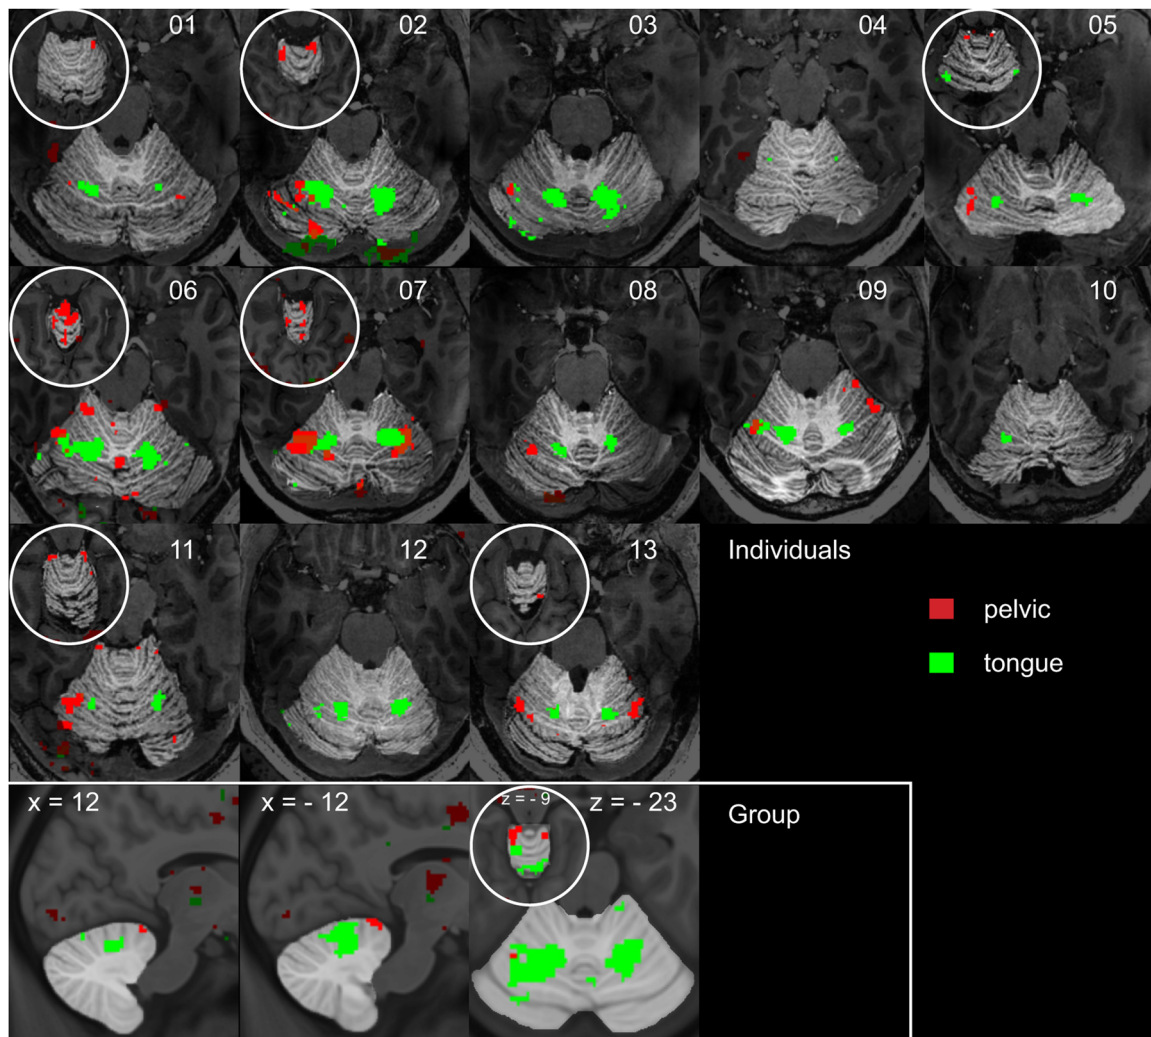 01
02
03
04
05
06
07
08
09
10
11
12
13
Individuals
pelvic
tongue
x = 12
x = - 12
z = - 9
z = - 23
Group